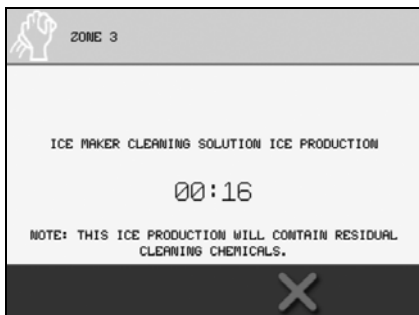 ZONE 3
ICE MAKER CLEANING SOLUTION ICE PRODUCTION
00:16
NOTE: THIS ICE PRODUCTION WILL CONTAIN RESIDUAL
CLEANING CHEMICALS.